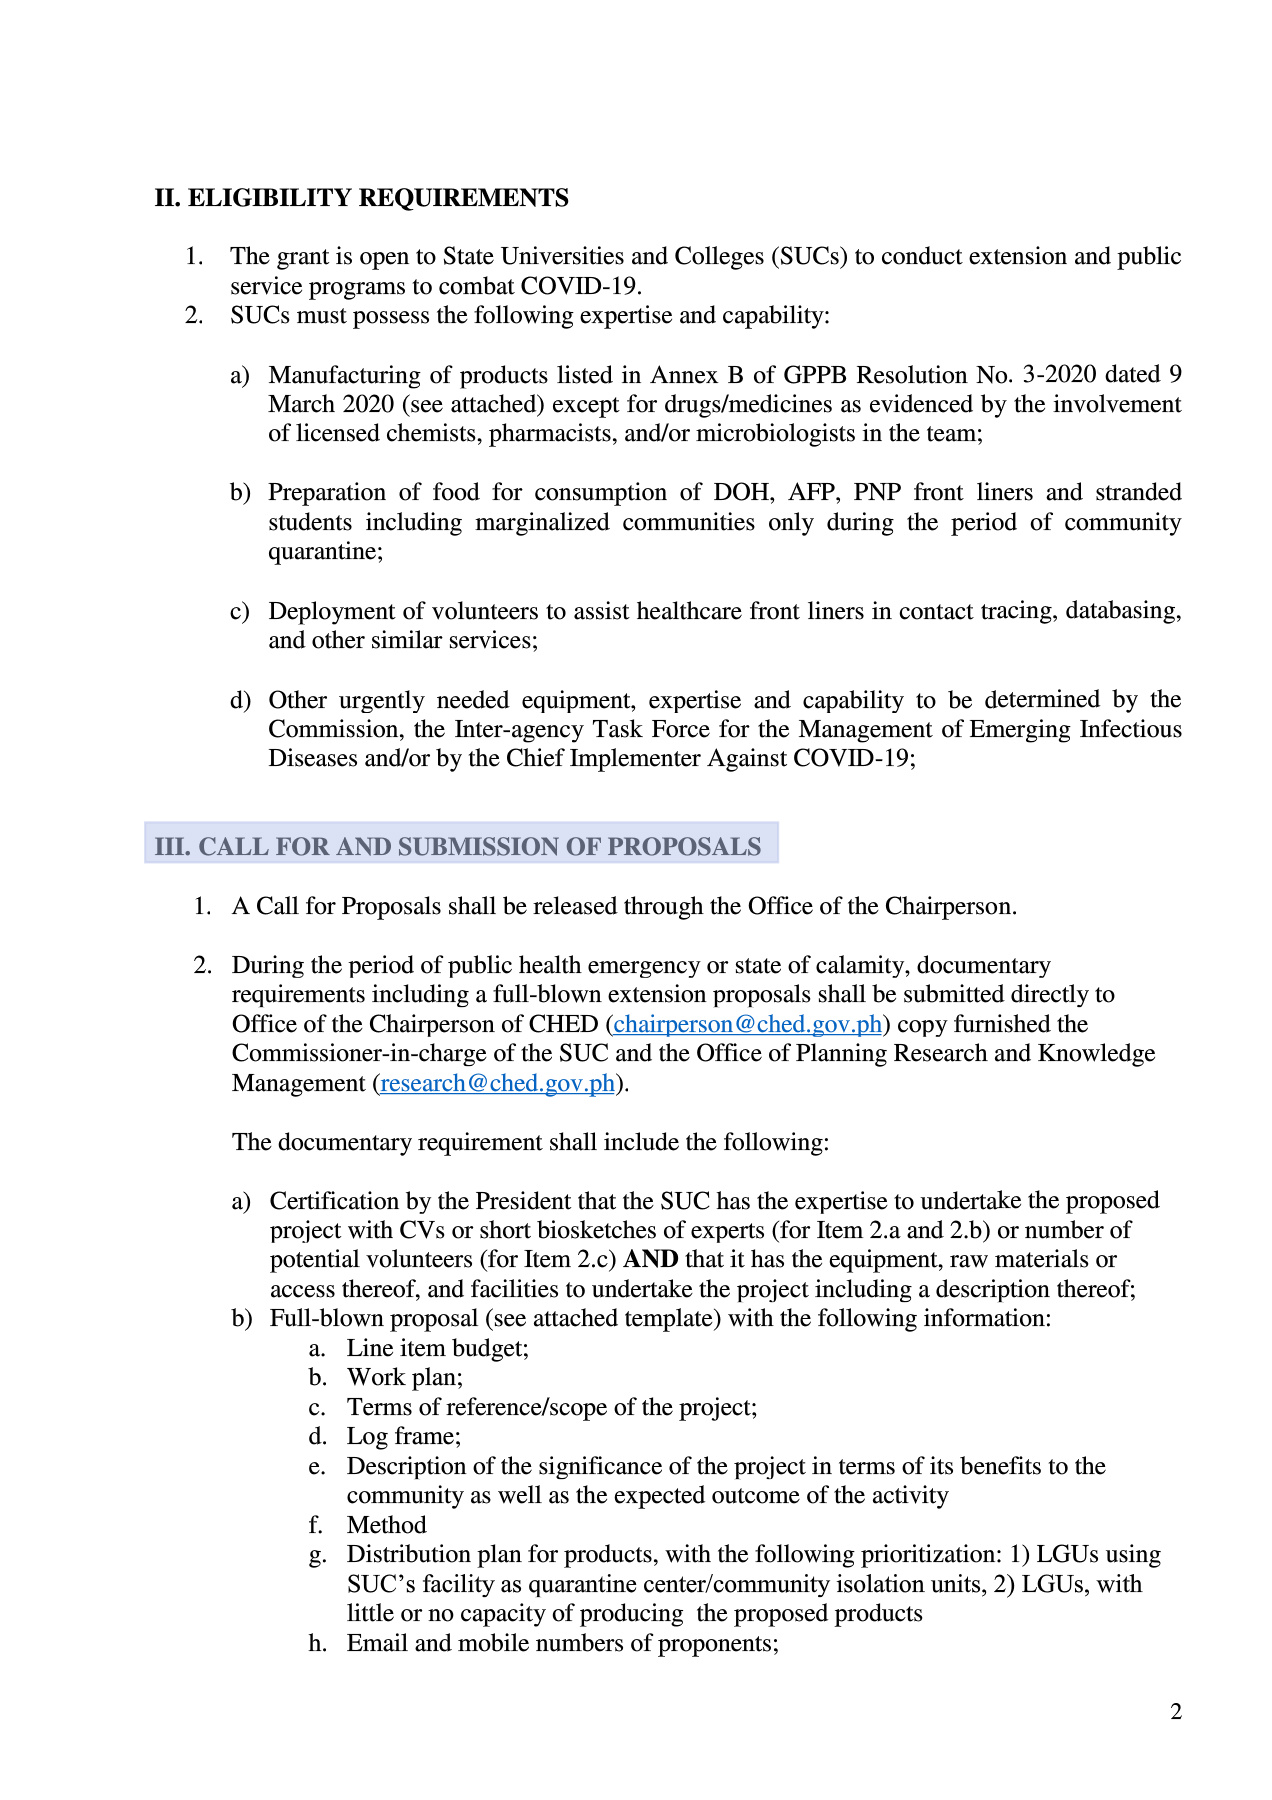 II. ELIGIBILITY REQUIREMENTS
1. The grant is open to State Universities and Colleges (SUCs) to conduct extension and public
service programs to combat COVID-19.
2. SUCs must possess the following expertise and capability:
a) Manufacturing of products listed in Annex B of GPPB Resolution No. 3-2020 dated 9
March 2020 (see attached) except for drugs/medicines as evidenced by the involvement
of licensed chemists, pharmacists, and/or microbiologists in the team;
b) Preparation of food for consumption of DOH, AFP, PNP front liners and stranded
students including marginalized communities only during the period of community
quarantine;
c) Deployment of volunteers to assist healthcare front liners in contact tracing, databasing,
and other similar services;
d) Other urgently needed equipment, expertise and capability to be determined by the
Commission, the Inter-agency Task Force for the Management of Emerging Infectious
Diseases and/or by the Chief Implementer Against COVID-19;
III. CALL FOR AND SUBMISSION OF PROPOSALS
1. A Call for Proposals shall be released through the Office of the Chairperson.
2. During the period of public health emergency or state of calamity, documentary
requirements including a full-blown extension proposals shall be submitted directly to
Office of the Chairperson of CHED (chairperson@ched.gov.ph) copy furnished the
Commissioner-in-charge of the SUC and the Office of Planning Research and Knowledge
Management (research@ched.gov.ph).
The documentary requirement shall include the following:
a) Certification by the President that the SUC has the expertise to undertake the proposed
project with CVs or short biosketches of experts (for Item 2.a and 2.b) or number of
potential volunteers (for Item 2.c) AND that it has the equipment, raw materials or
access thereof, and facilities to undertake the project including a description thereof;
b) Full-blown proposal (see attached template) with the following information:
a. Line item budget;
b. Work plan;
c. Terms of reference/scope of the project;
d. Log frame;
e. Description of the significance of the project in terms of its benefits to the
community as well as the expected outcome of the activity
f. Method
g. Distribution plan for products, with the following prioritization: 1) LGUs using
SUC’s facility as quarantine center/community isolation units, 2) LGUs, with
little or no capacity of producing  the proposed products
h. Email and mobile numbers of proponents;
2